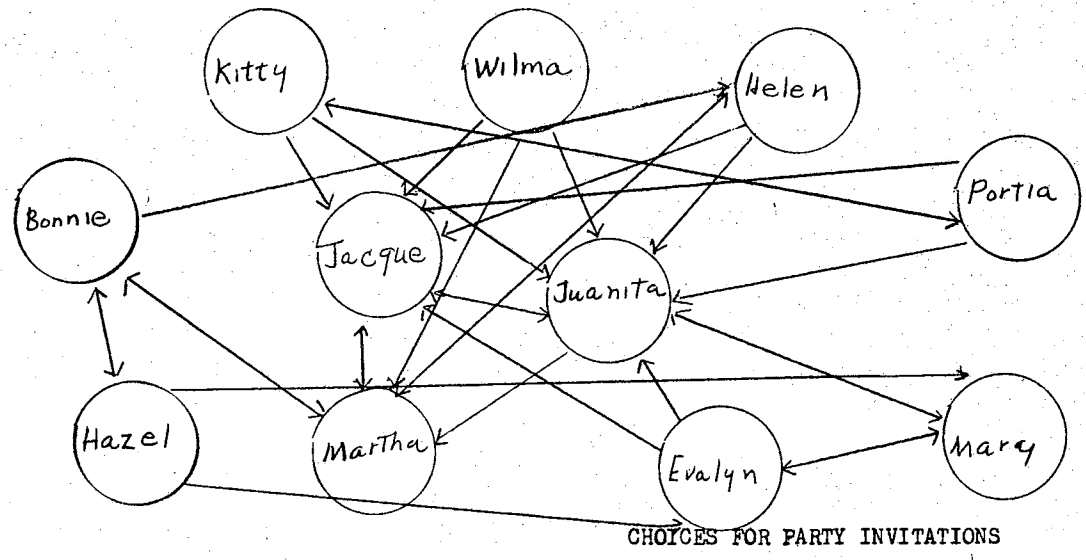 Kitty
Wilma
Helen
Bonnie
Portia
Jacque
Juanita
Hazel
Martha
Evalyn
Mary
CHOICES FOR PARTY INVITATIONS